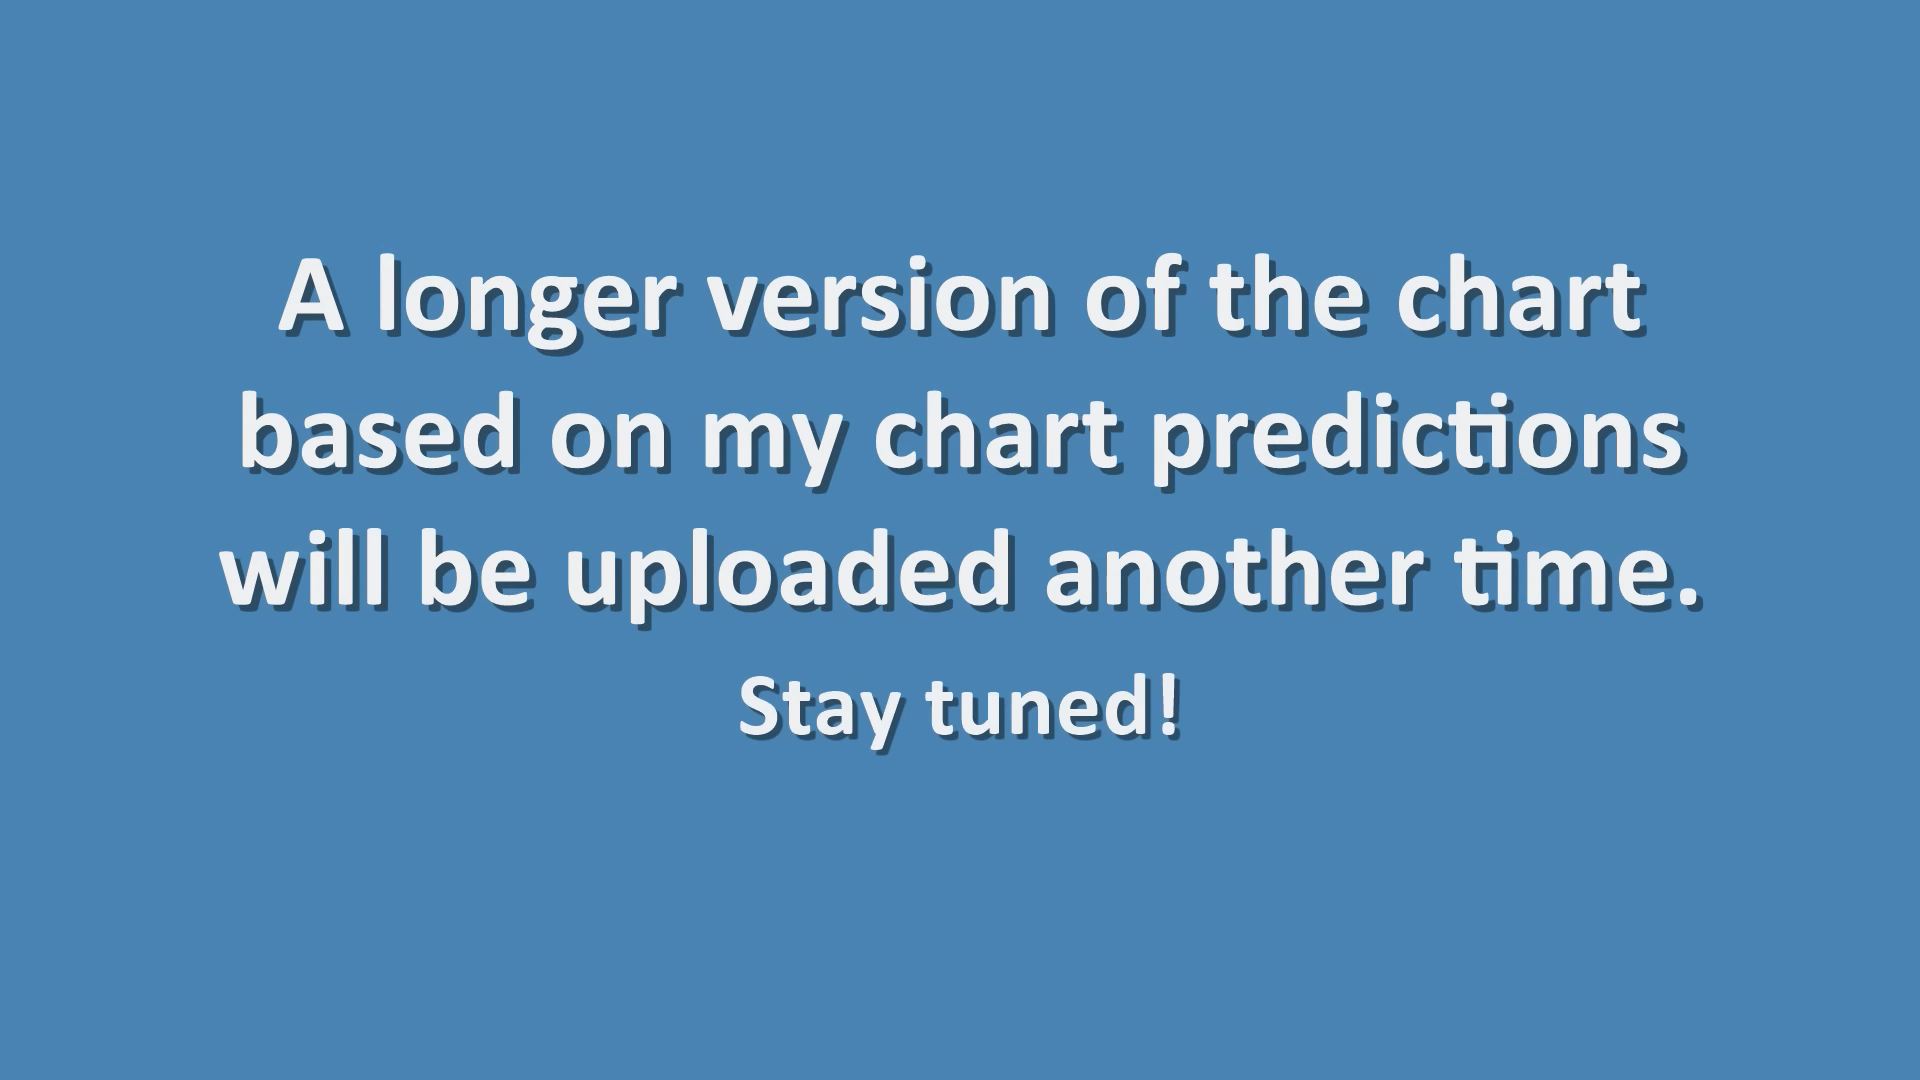 A longer version of the chart
based on my chart predictions
will be uploaded another time.
Stay tuned!